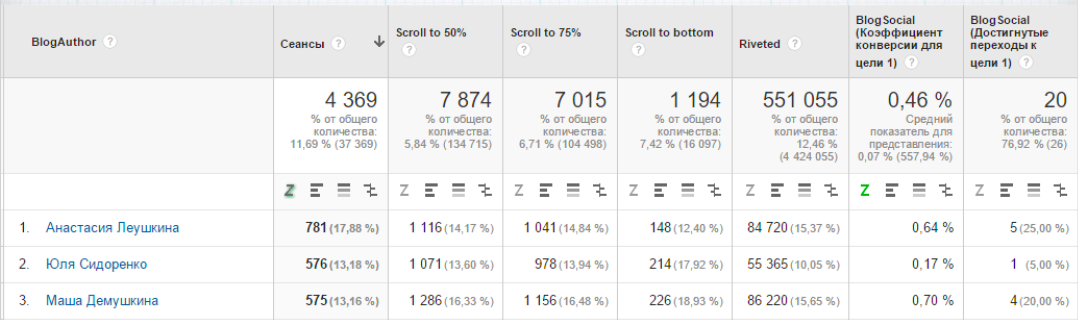 BlogAuthor ?
Сеансы ?
Scroll to 50%
?
Scroll to 75%
?
Scroll to bottom
?
Riveted ?
BlogSocial
(Коэффициент
конверсии для
цели 1) ?
BlogSocial
(Достигнутые
переходы к
цели 1) ?
4 369
% от общего
количества:
11,69 % (37 369)
7 874
% от общего
количества:
5,84 % (134 715)
7 015
% от общего
количества:
6,71 % (104 498)
1 194
% от общего
количества:
7,42 % (16 097)
551 055
% от общего
количества:
12,46 %
(4 424 055)
0,46 %
Средний
показатель для
представления:
0,07 % (557,94 %)
20
% от общего
количества:
76,92 % (26)
1. Анастасия Леушкина 781 (17,88 %) 1 116 (14,17 %) 1 041 (14,84 %) 148 (12,40 %) 84 720 (15,37 %) 0,64 % 5 (25,00 %)
2. Юля Сидоренко 576 (13,18 %) 1 071 (13,60 %) 978 (13,94 %) 214 (17,92 %) 55 365 (10,05 %) 0,17 % 1 (5,00 %)
3. Маша Демушкина 575 (13,16 %) 1 286 (16,33 %) 1 156 (16,48 %) 226 (18,93 %) 86 220 (15,65 %) 0,70 % 4 (20,00 %)